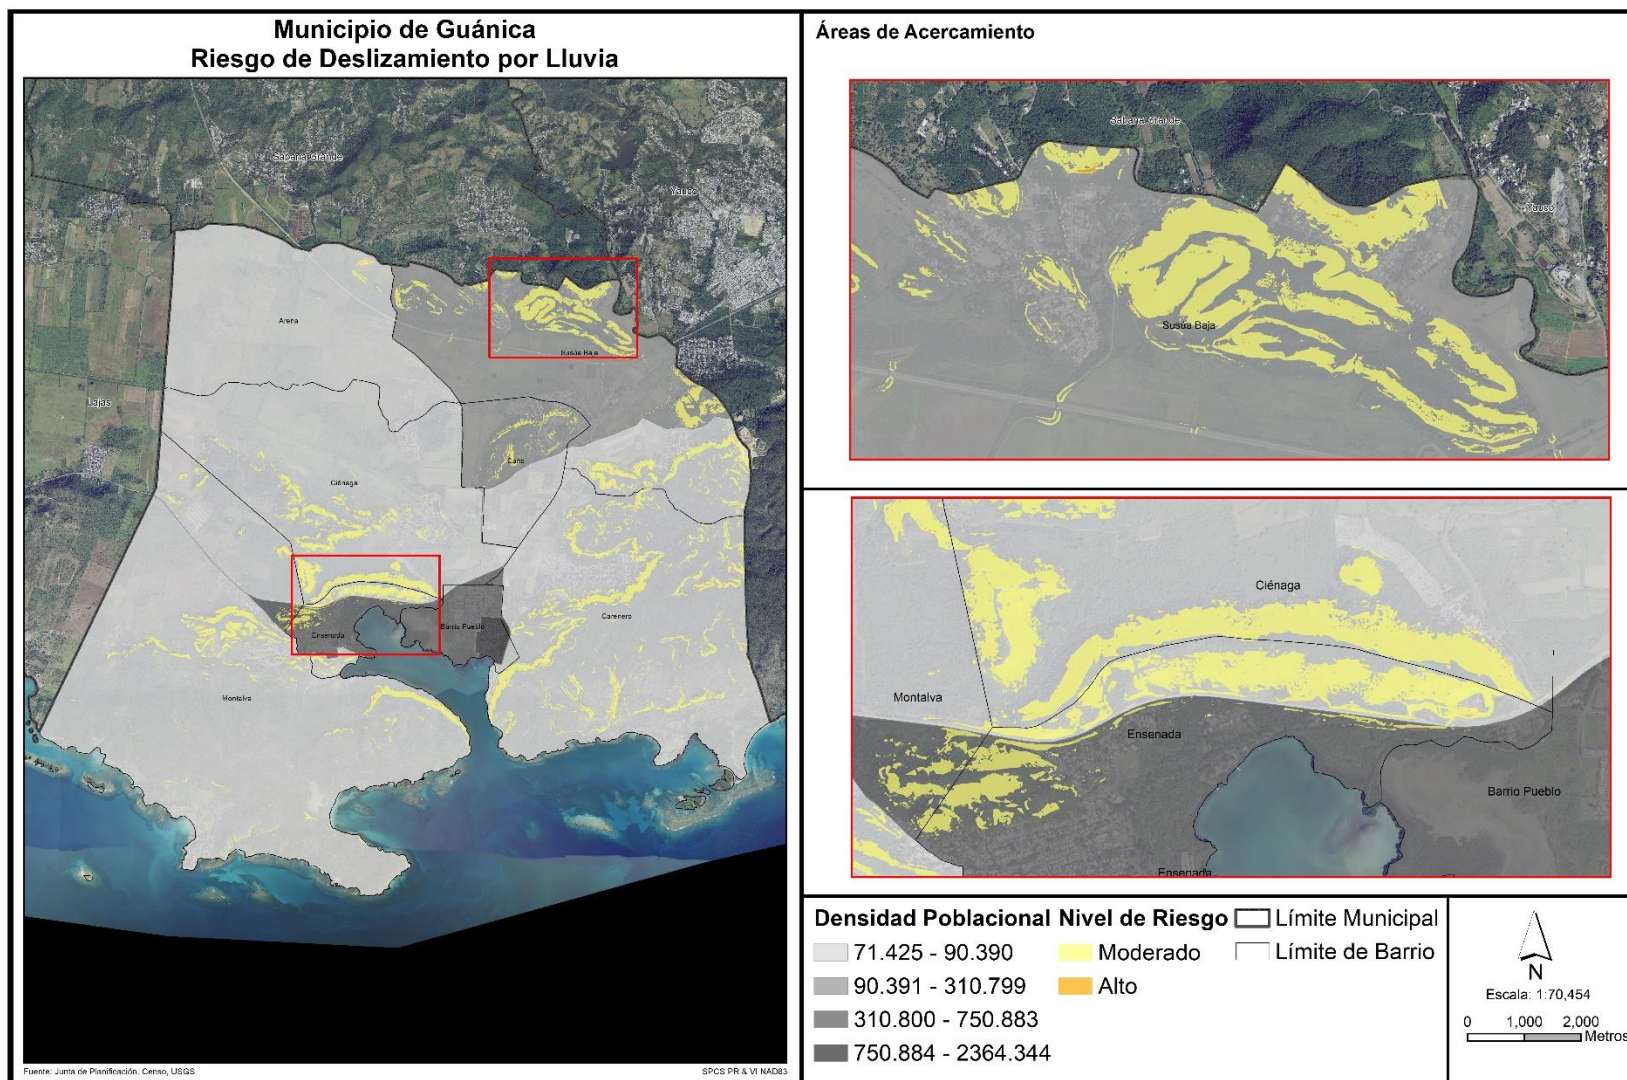 Municipio de Guánica
Riesgo de Deslizamiento por Lluvia
Sabana Grande
Yauco
Arena
Susúa Baja
Lajas
Caño
Ciénaga
Carenero
Barrio Pueblo
Ensenada
Montalva
Fuente: Junta de Planificación, Censo, USGS
SPCS PR & VI NAD83
Áreas de Acercamiento
Sabana Grande
Yauco
Susúa Baja
Ciénaga
Montalva
Ensenada
Barrio Pueblo
Ensenada
Densidad Poblacional
71.425 - 90.390
90.391 - 310.799
310.800 - 750.883
750.884 - 2364.344
Nivel de Riesgo
Moderado
Alto
Límite Municipal
Límite de Barrio
N
Escala: 1:70,454
0 1,000 2,000
Metros